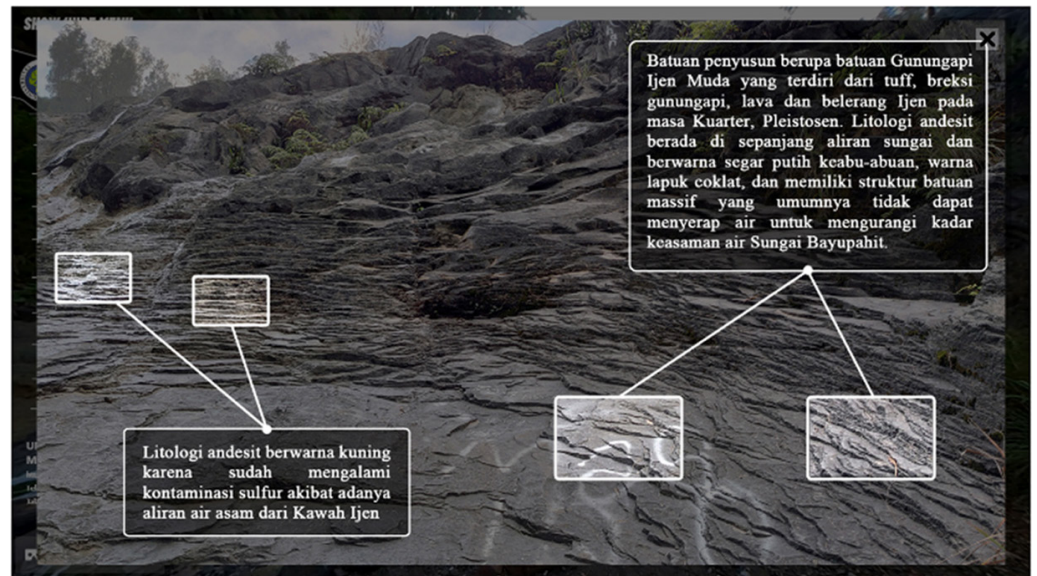 Batuan penyusun berupa batuan Gunungapi
Ijen Muda yang terdiri dari tuff, breksi
gunungapi, lava dan belerang Ijen pada
masa Kuarter, Pleistosen. Litologi andesit
berada di sepanjang aliran sungai dan
berwarna segar putih keabu-abuan, warna
lapuk coklat, dan memiliki struktur batuan
massif yang umumnya tidak dapat
menyerap air untuk mengurangi kadar
keasaman air Sungai Bayupahit.
Litologi andesit berwarna kuning
karena sudah mengalami
kontaminasi sulfur akibat adanya
aliran air asam dari Kawah Ijen